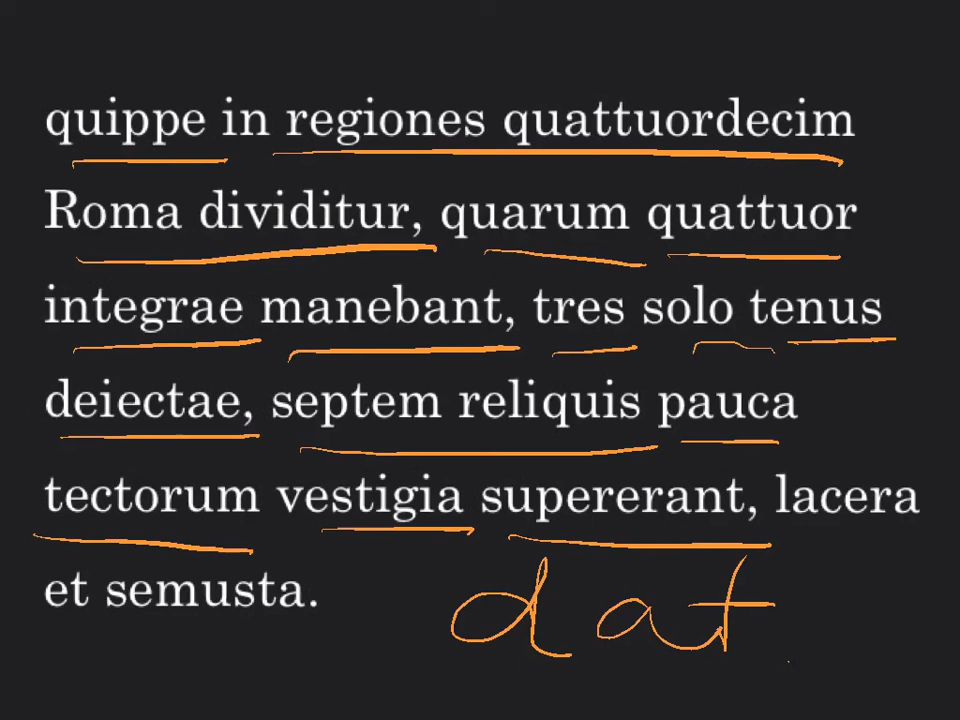 quippe in regiones quattuordecim
Roma dividitur, quarum quattuor
integrae manebant, tres solo tenus
deiectae, septem reliquis pauca
tectorum vestigia supererant, lacera
et semusta.
dat